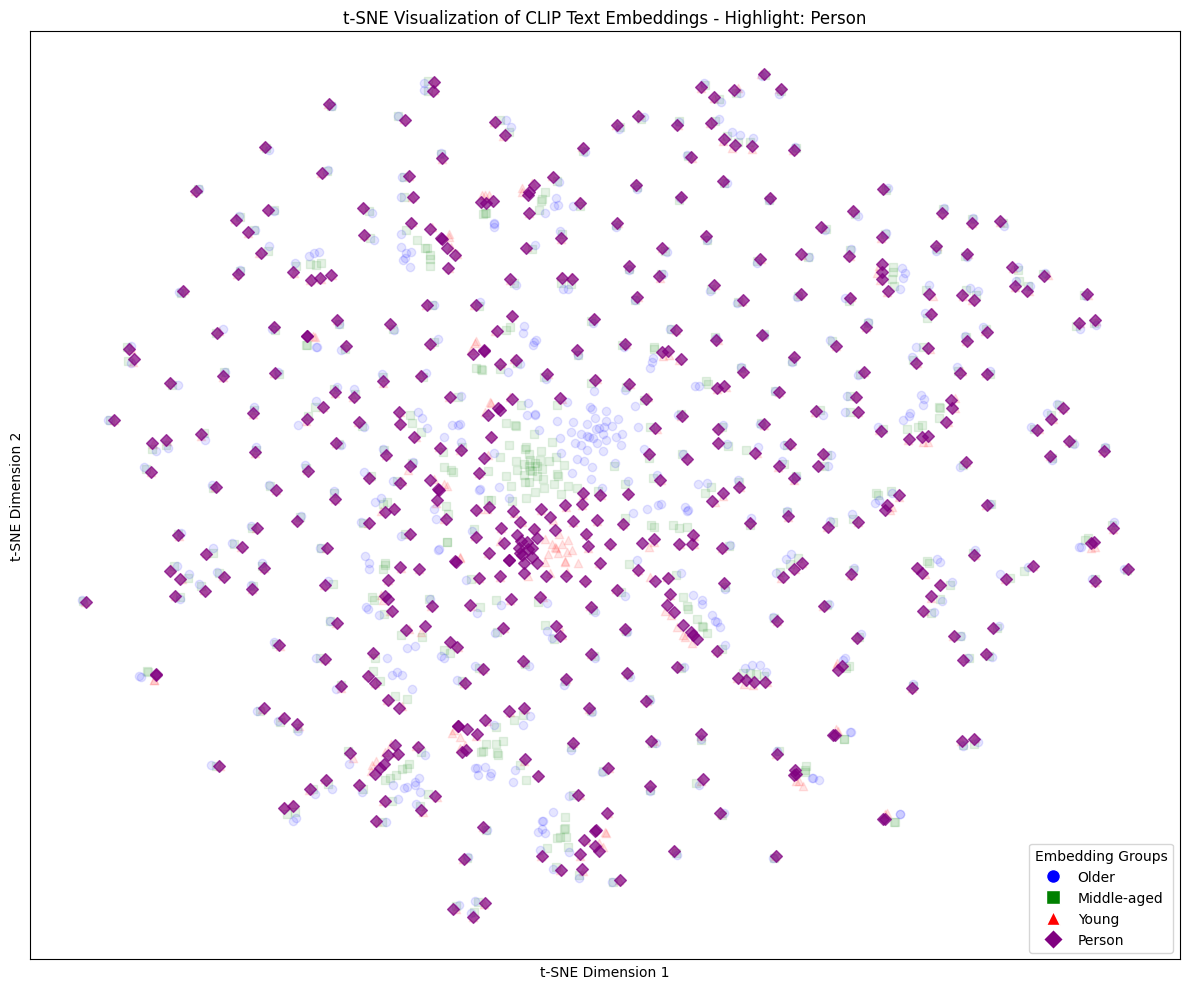 t-SNE Visualization of CLIP Text Embeddings - Highlight: Person
t-SNE Dimension 2
Embedding Groups
Older
Middle-aged
Young
Person
t-SNE Dimension 1